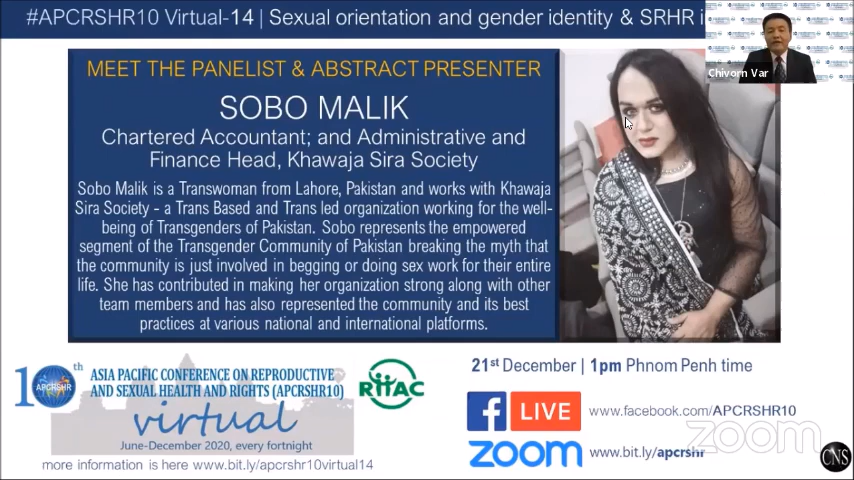 #APCRSHR10 Virtual-14 | Sexual orientation and gender identity & SRHR i
Chivorn Var
MEET THE PANELIST & ABSTRACT PRESENTER
SOBO MALIK
Chartered Accountant; and Administrative and
Finance Head, Khawaja Sira Society
Sobo Malik is a Transwoman from Lahore, Pakistan and works with Khawaja
Sira Society - a Trans Based and Trans led organization working for the well-
being of Transgenders of Pakistan. Sobo represents the empowered
segment of the Transgender Community of Pakistan breaking the myth that
the community is just involved in begging or doing sex work for their entire
life. She has contributed in making her organization strong along with other
team members and has also represented the community and its best
practices at various national and international platforms.
10th
APCRSHR
ASIA PACIFIC CONFERENCE ON REPRODUCTIVE
AND SEXUAL HEALTH AND RIGHTS (APCRSHR10)
virtual
June-December 2020, every fortnight
more information is here www.bit.ly/apcrshr10virtual14
RHAC
21st December | 1pm Phnom Penh time
f LIVE
www.facebook.com/APCRSHR10
zoom
www.bit.ly/apcrshr
zoom
CNS